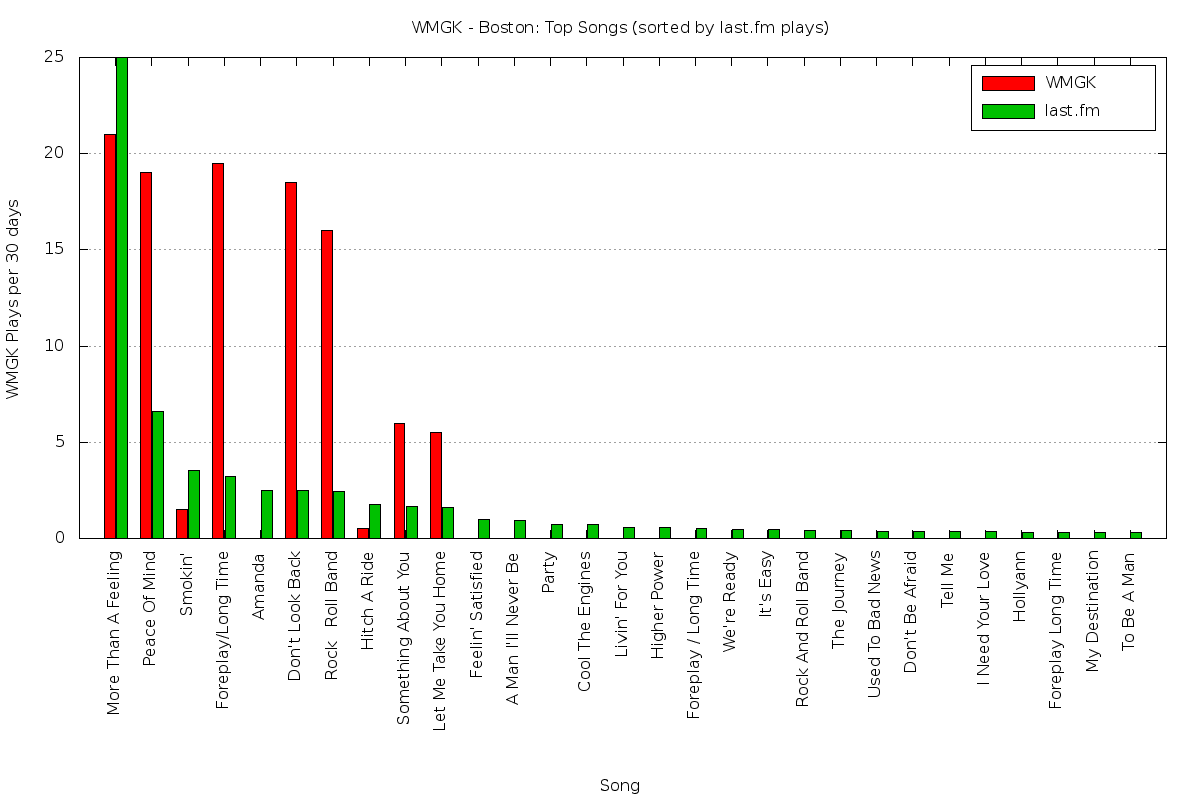 WMGK - Boston: Top Songs (sorted by last.fm plays)
WMGK
last.fm
WMGK Plays per 30 days
25
20
15
10
5
0
More Than A Feeling
Peace Of Mind
Smokin'
Foreplay/Long Time
Amanda
Don't Look Back
Rock  Roll Band
Hitch A Ride
Something About You
Let Me Take You Home
Feelin' Satisfied
A Man I'll Never Be
Party
Cool The Engines
Livin' For You
Higher Power
Foreplay / Long Time
We're Ready
It's Easy
Rock And Roll Band
The Journey
Used To Bad News
Don't Be Afraid
Tell Me
I Need Your Love
Hollyann
Foreplay Long Time
My Destination
To Be A Man
Song